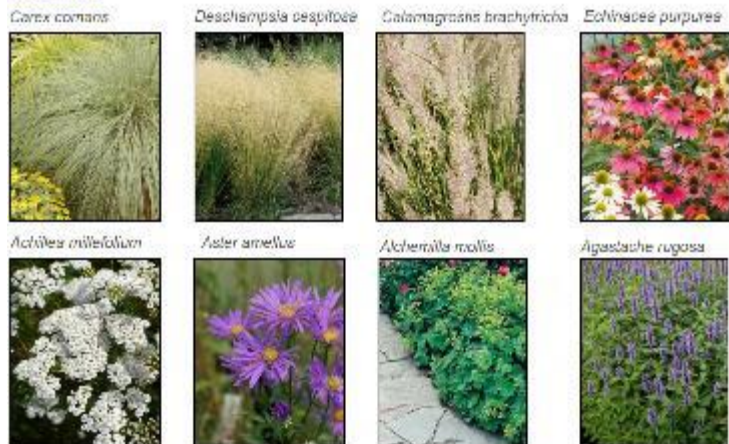 Carex comans
Deschampsia cespitosa
Calamagrostis brachytricha
Echinacea purpurea
Achillea millefolium
Aster amellus
Alchemilla mollis
Agastache rugosa